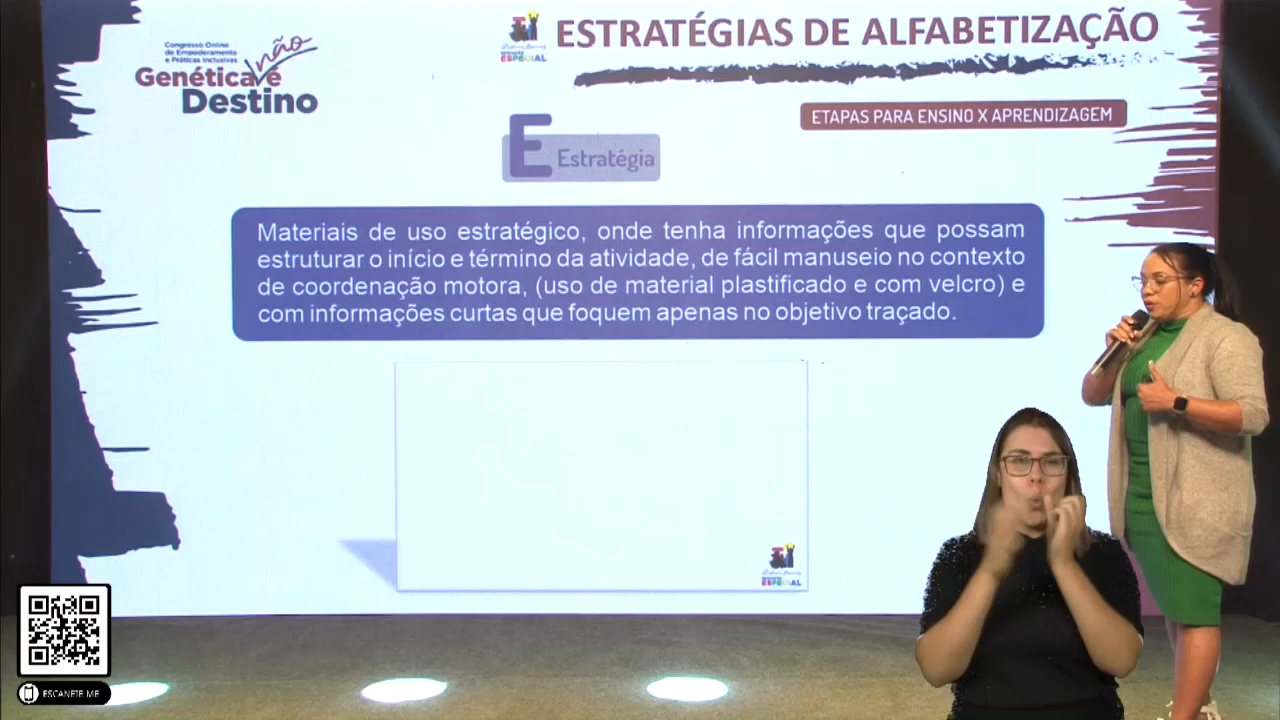 Congresso Online
de Empoderamento
e Práticas Inclusivas
não
Genética é
Destino
ESPECIAL
ESTRATÉGIAS DE ALFABETIZAÇÃO
ETAPAS PARA ENSINO X APRENDIZAGEM
E Estratégia
Materiais de uso estratégico, onde tenha informações que possam
estruturar o início e término da atividade, de fácil manuseio no contexto
de coordenação motora, (uso de material plastificado e com velcro) e
com informações curtas que foquem apenas no objetivo traçado.
ESPECIAL
ESCANEIE ME